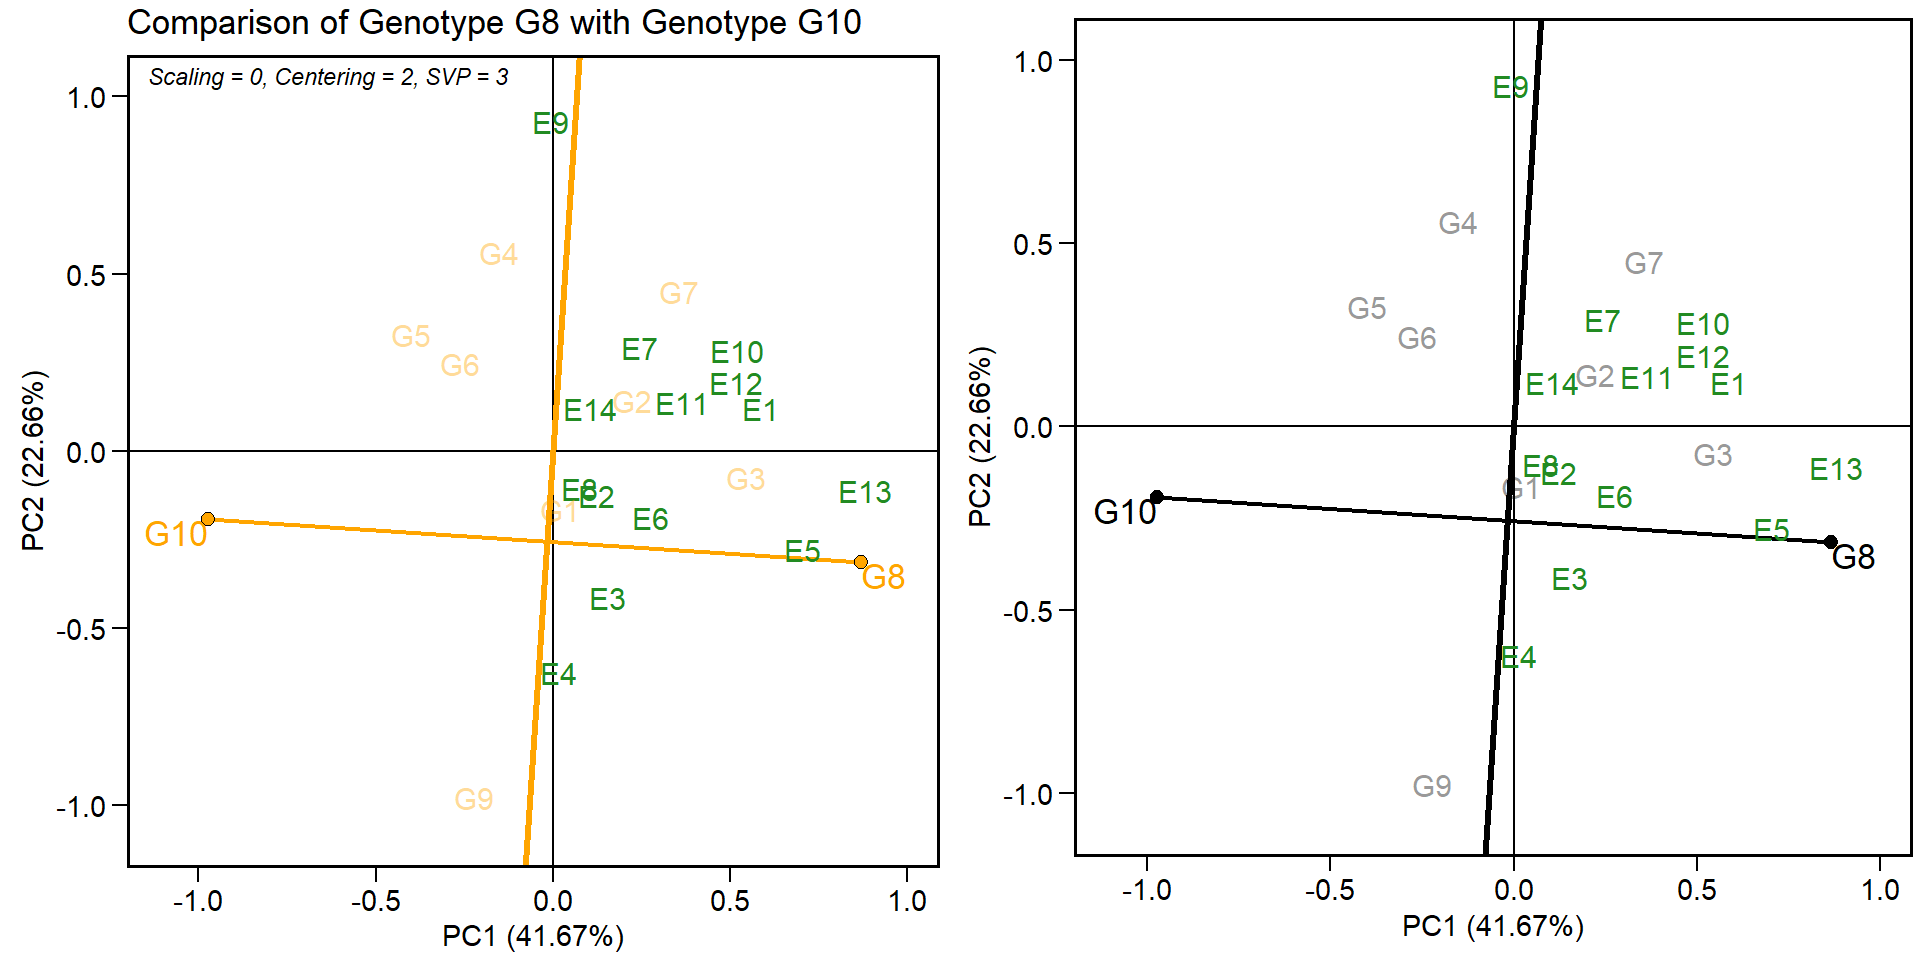 Comparison of Genotype G8 with Genotype G10
Scaling = 0, Centering = 2, SVP = 3
1.0
0.5
0.0
-0.5
-1.0
PC2 (22.66%)
E9
G4
G7
G5
G6
E7
E10
E12
G2
E11
E1
E14
G3
E13
E8
E2
G1
E6
G10
E5
G8
E3
E4
G9
-1.0 -0.5 0.0 0.5 1.0
PC1 (41.67%)
1.0
0.5
0.0
-0.5
-1.0
PC2 (22.66%)
E9
G4
G7
G5
G6
E7
E10
E12
G2
E11
E1
E14
G3
E13
E8
E2
G1
E6
G10
E5
G8
E3
E4
G9
-1.0 -0.5 0.0 0.5 1.0
PC1 (41.67%)